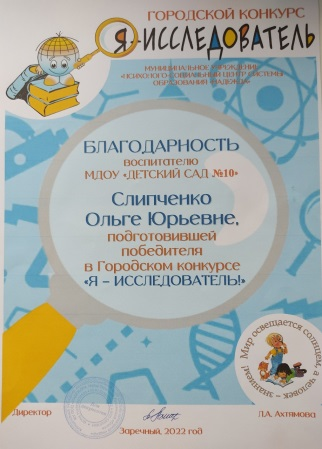 ГОРОДСКОЙ КОНКУРС
Я-ИССЛЕДОВАТЕЛЬ
МУНИЦИПАЛЬНОЕ УЧРЕЖДЕНИЕ
«ПСИХОЛОГО-СОЦИАЛЬНЫЙ ЦЕНТР СИСТЕМЫ
ОБРАЗОВАНИЯ «НАДЕЖДА»
БЛАГОДАРНОСТЬ
воспитателю
МДОУ «ДЕТСКИЙ САД №10»
Слипченко
Ольге Юрьевне,
подготовившей
победителя
в Городском конкурсе
«Я – ИССЛЕДОВАТЕЛЬ!»
Мир освещается солнцем, а человек – знанием!
Директор
Л.А. Ахтямова
Заречный, 2022 год